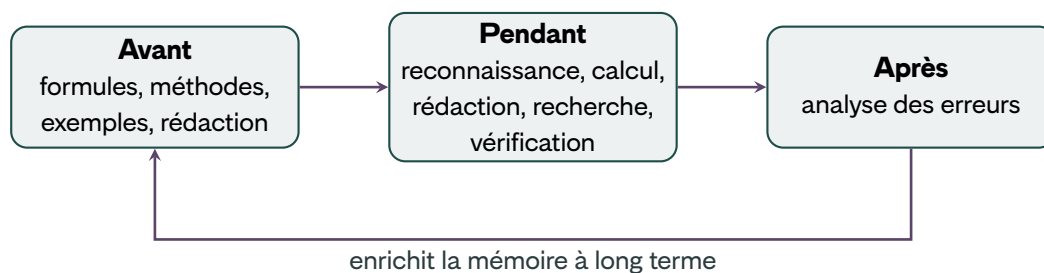 Avant
formules, méthodes,
exemples, rédaction
Pendant
reconnaissance, calcul,
rédaction, recherche,
vérification
Après
analyse des erreurs
enrichit la mémoire à long terme